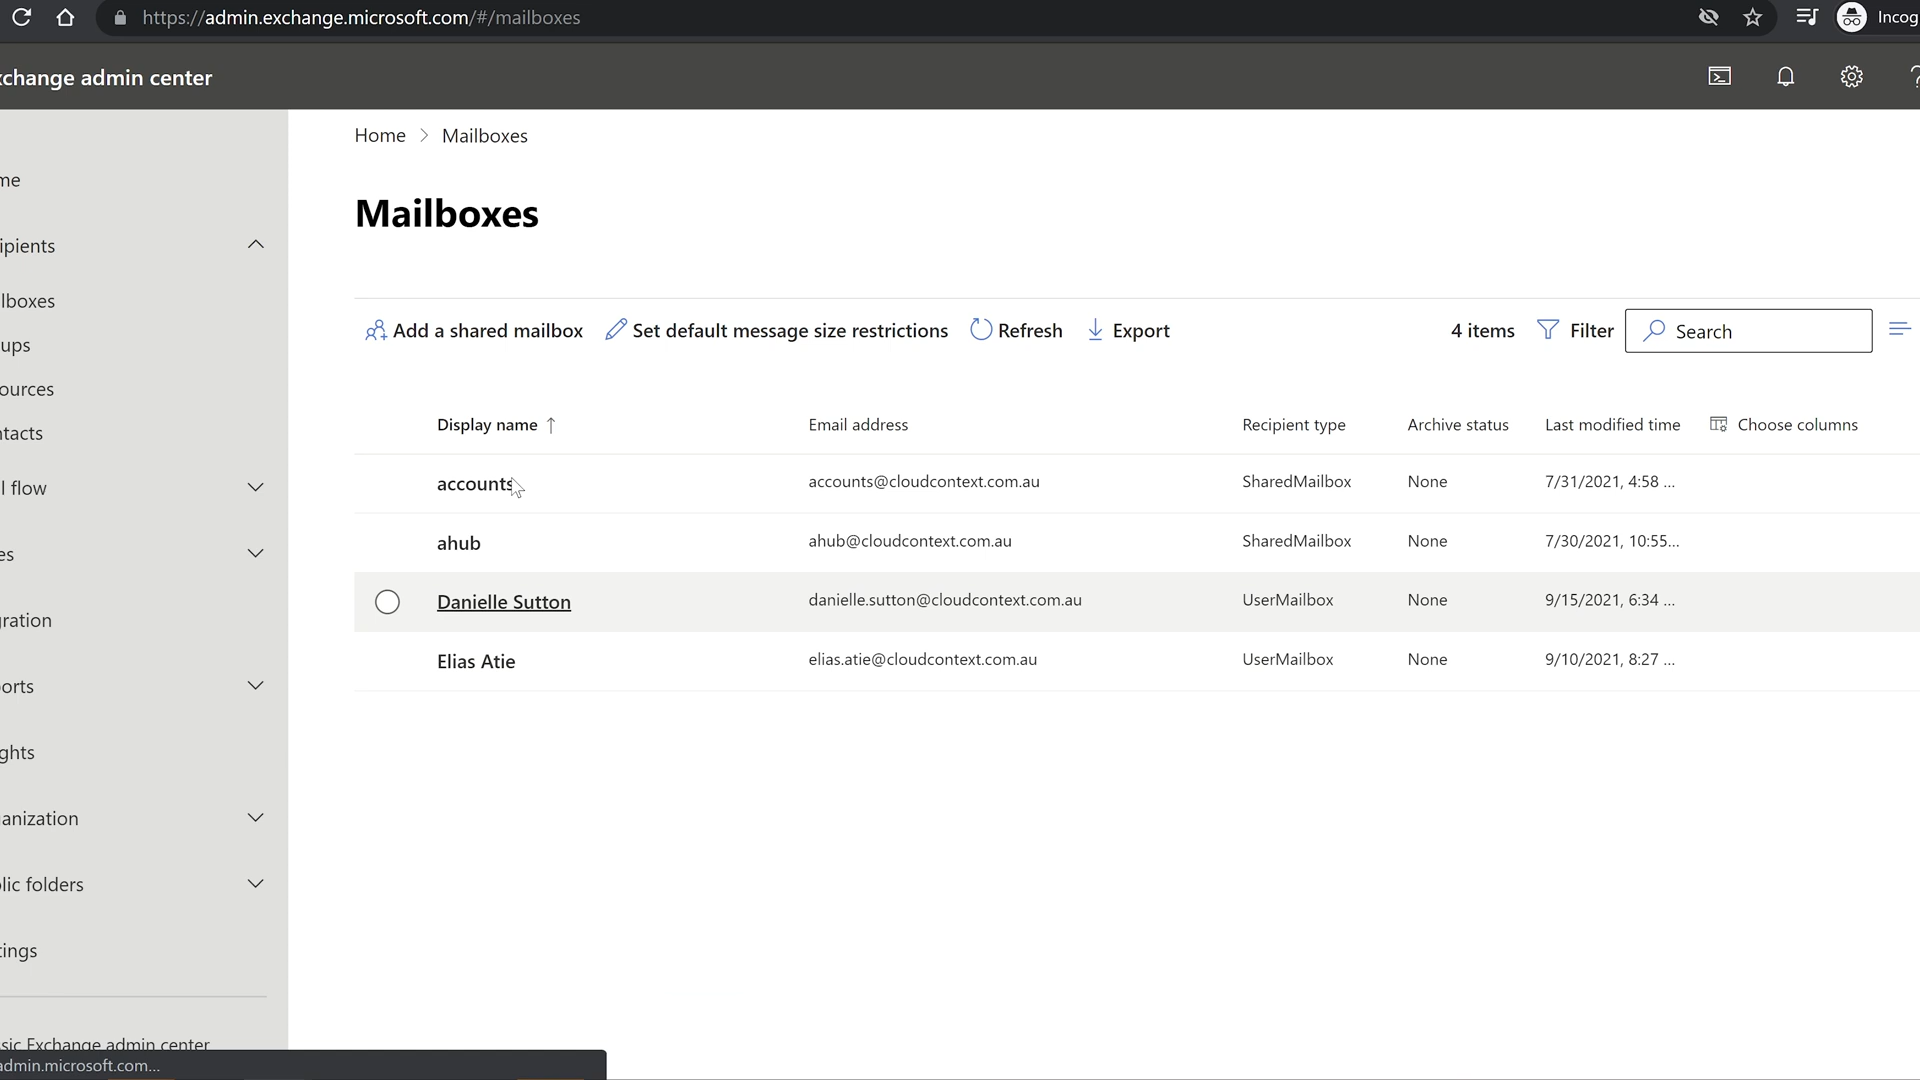 https://admin.exchange.microsoft.com/#/mailboxes
Incog
change admin center
Home > Mailboxes
me
Mailboxes
ipients
lboxes
ups
ources
ntacts
l flow
es
ration
orts
ghts
anization
lic folders
tings
sic Exchange admin center
admin.microsoft.com...
Add a shared mailbox Set default message size restrictions Refresh Export 4 items Filter Search
Display name ↑ Email address Recipient type Archive status Last modified time Choose columns
accounts accounts@cloudcontext.com.au SharedMailbox None 7/31/2021, 4:58 ...
ahub ahub@cloudcontext.com.au SharedMailbox None 7/30/2021, 10:55...
Danielle Sutton danielle.sutton@cloudcontext.com.au UserMailbox None 9/15/2021, 6:34 ...
Elias Atie elias.atie@cloudcontext.com.au UserMailbox None 9/10/2021, 8:27 ...